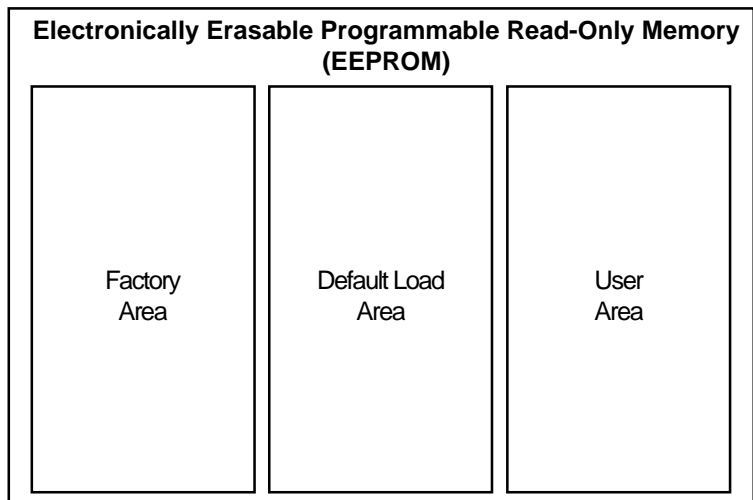 Electronically Erasable Programmable Read-Only Memory
(EEPROM)
Factory
Area
Default Load
Area
User
Area